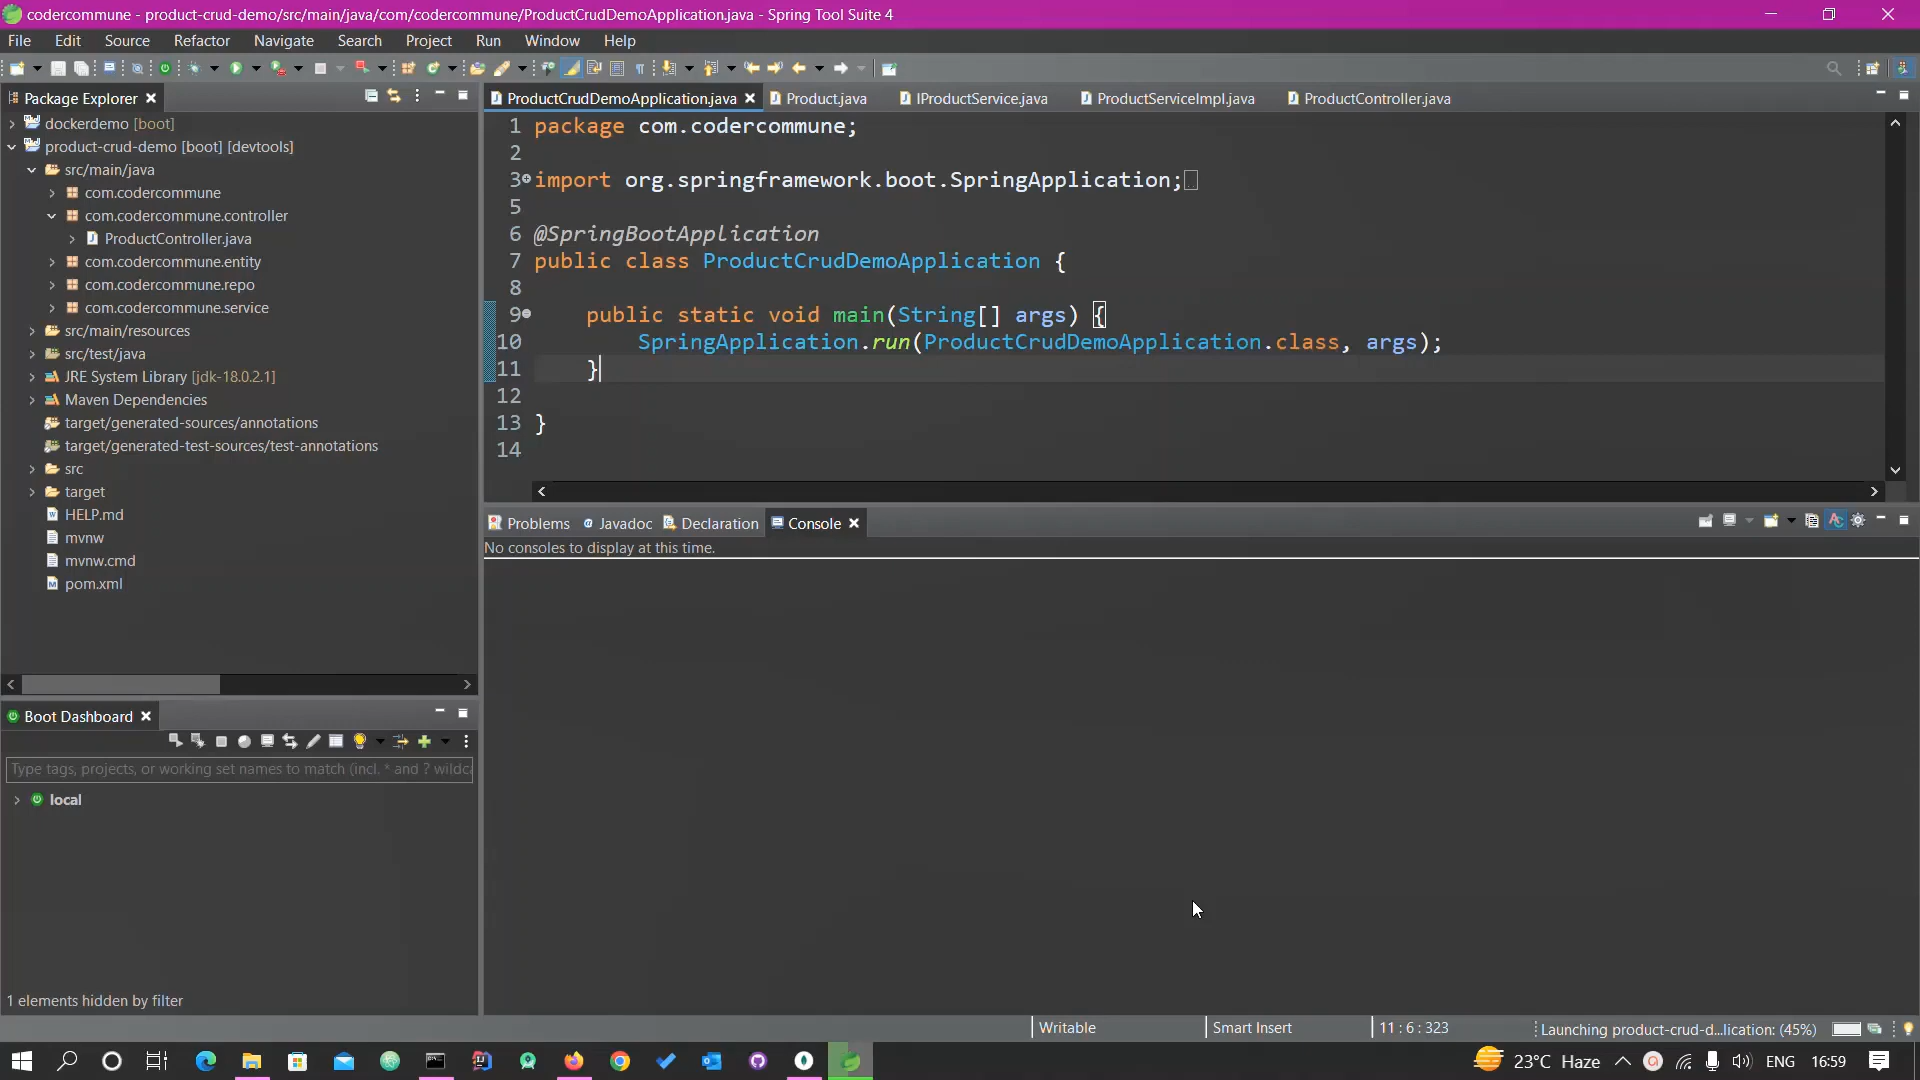 codercommune - product-crud-demo/src/main/java/com/codercommune/ProductCrudDemoApplication.java - Spring Tool Suite 4
File Edit Source Refactor Navigate Search Project Run Window Help
Package Explorer
dockerdemo [boot]
product-crud-demo [boot] [devtools]
src/main/java
com.codercommune
com.codercommune.controller
ProductController.java
com.codercommune.entity
com.codercommune.repo
com.codercommune.service
src/main/resources
src/test/java
JRE System Library [jdk-18.0.2.1]
Maven Dependencies
target/generated-sources/annotations
target/generated-test-sources/test-annotations
src
target
HELP.md
mvnw
mvnw.cmd
pom.xml
ProductCrudDemoApplication.java Product.java IProductService.java ProductServiceImpl.java ProductController.java
1 package com.codercommune;
2
3 import org.springframework.boot.SpringApplication;
5
6 @SpringBootApplication
7 public class ProductCrudDemoApplication {
8
9 public static void main(String[] args) {
10 SpringApplication.run(ProductCrudDemoApplication.class, args);
11 }
12
13 }
14
Problems Javadoc Declaration Console
No consoles to display at this time.
Boot Dashboard
Type tags, projects, or working set names to match (incl. * and ? wildc
local
1 elements hidden by filter
Writable Smart Insert 11 : 6 : 323 Launching product-crud-d...lication: (45%)
23°C Haze ENG 16:59